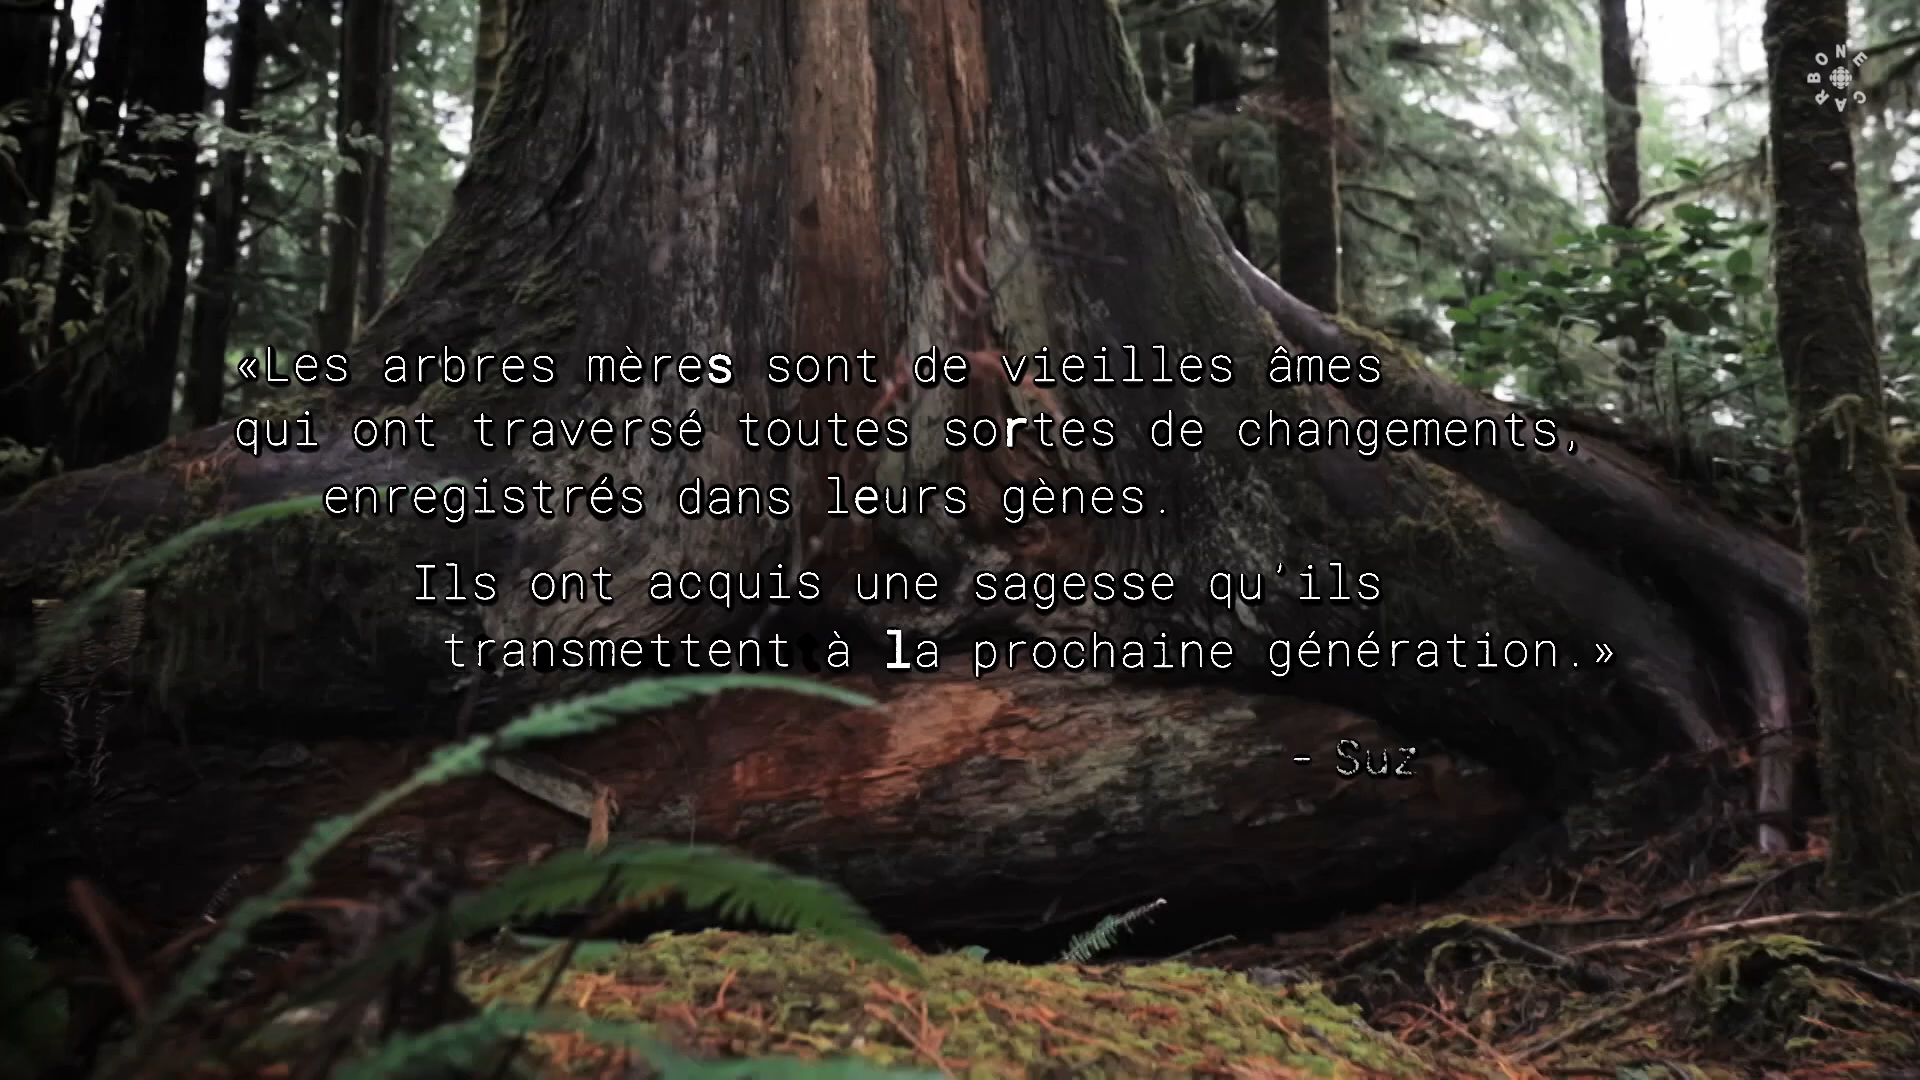 «Les arbres mères sont de vieilles âmes
qui ont traversé toutes sortes de changements,
enregistrés dans leurs gènes.
Ils ont acquis une sagesse qu'ils
transmettent à la prochaine génération.»
- Suz
CARBONE